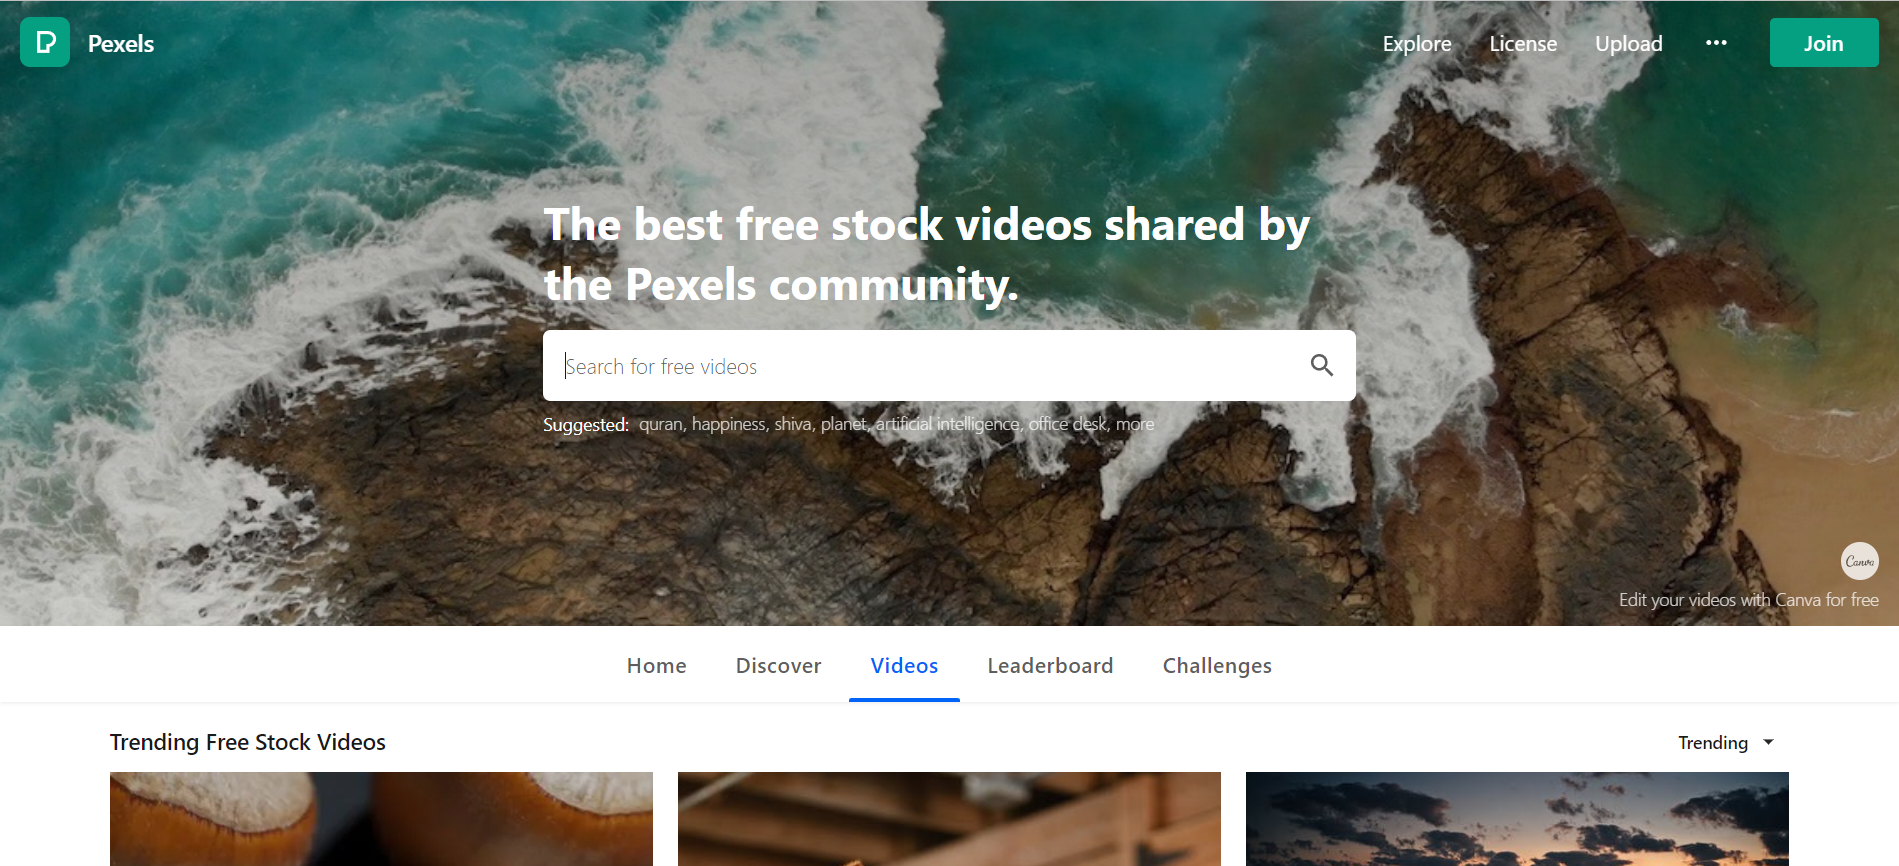 Pexels
Explore
License
Upload
Join
The best free stock videos shared by
the Pexels community.
Search for free videos
Suggested: quran, happiness, shiva, planet, artificial intelligence, office desk, more
Canva
Edit your videos with Canva for free
Home
Discover
Videos
Leaderboard
Challenges
Trending Free Stock Videos
Trending